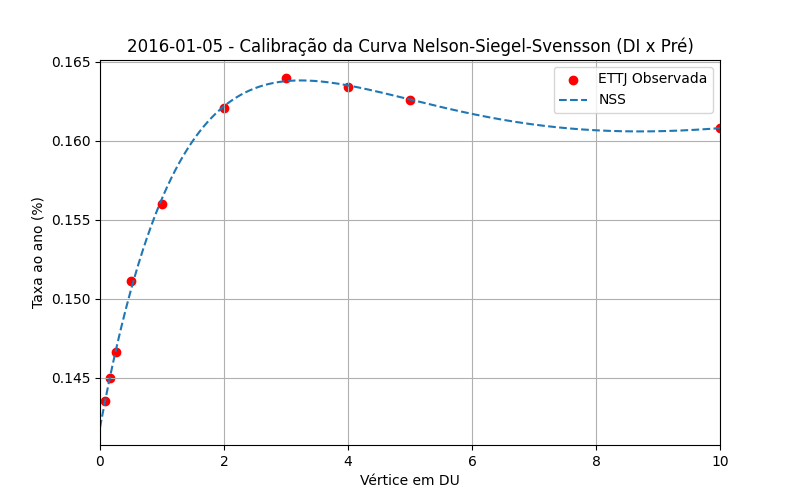 2016-01-05 - Calibração da Curva Nelson-Siegel-Svensson (DI x Pré)
0.165
ETTJ Observada
NSS
0.160
0.155
0.150
0.145
Taxa ao ano (%)
0 2 4 6 8 10
Vértice em DU